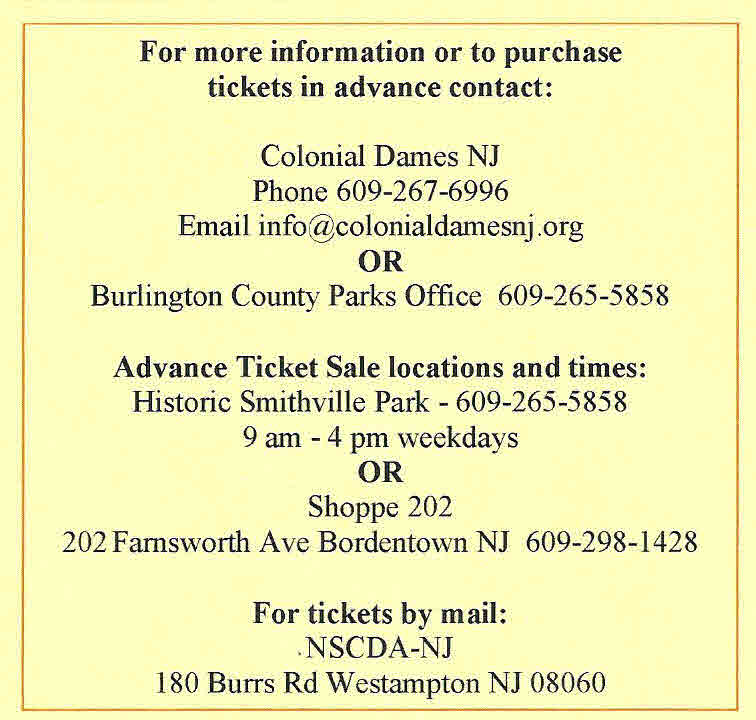 For more information or to purchase
tickets in advance contact:
Colonial Dames NJ
Phone 609-267-6996
Email info@colonialdamesnj.org
OR
Burlington County Parks Office 609-265-5858
Advance Ticket Sale locations and times:
Historic Smithville Park - 609-265-5858
9 am - 4 pm weekdays
OR
Shoppe 202
202 Farnsworth Ave Bordentown NJ 609-298-1428
For tickets by mail:
NSCDA-NJ
180 Burrs Rd Westampton NJ 08060